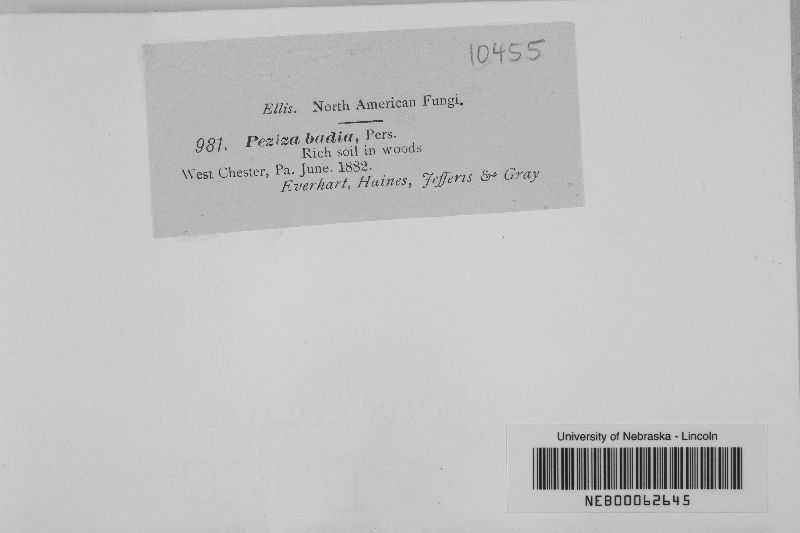 10455
Ellis. North American Fungi.
981. Peziza badia, Pers.
Rich soil in woods
West Chester, Pa. June. 1882.
Everhart, Haines, Jefferis & Gray
University of Nebraska - Lincoln
NEB00062645